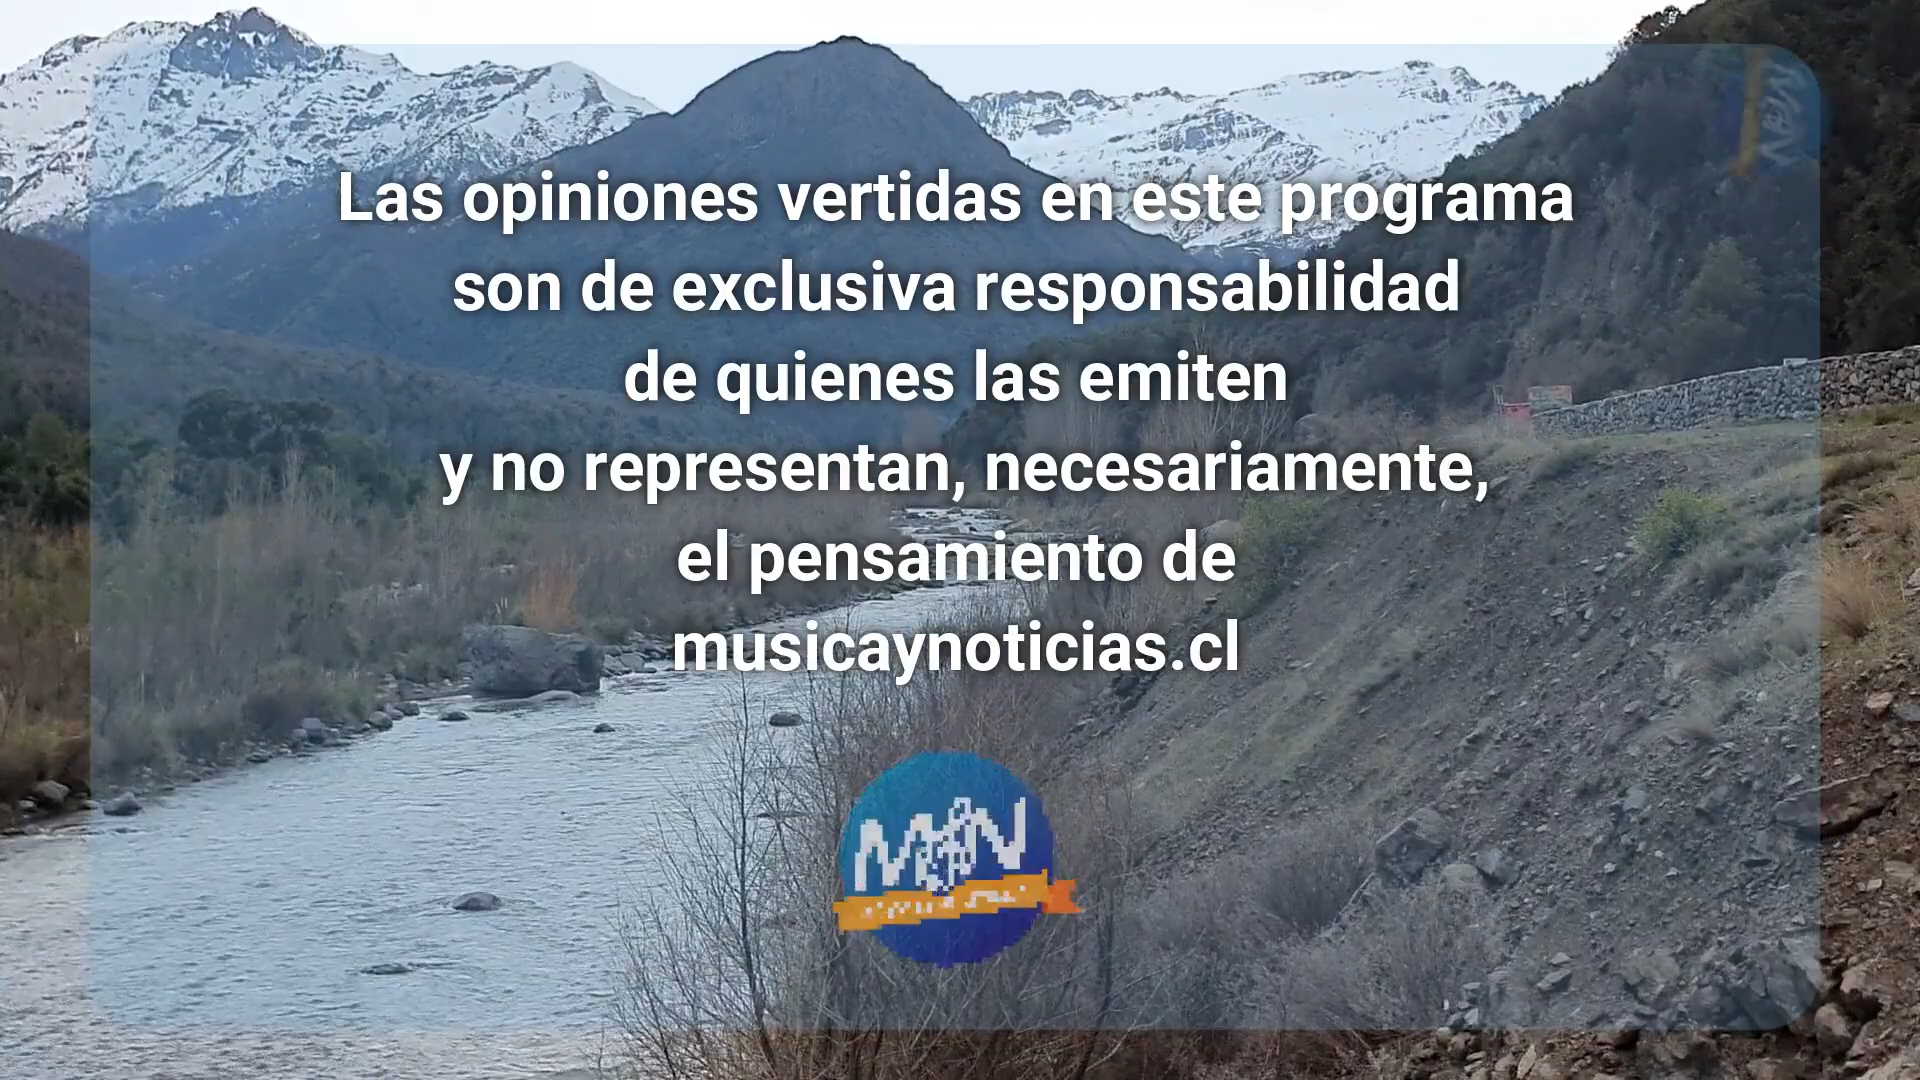 Las opiniones vertidas en este programa
son de exclusiva responsabilidad
de quienes las emiten
y no representan, necesariamente,
el pensamiento de
musicaynoticias.cl
MN